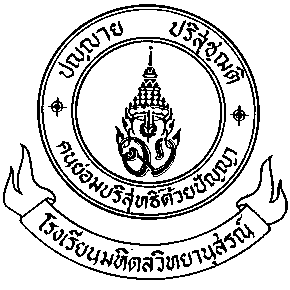 ปญฺญาย ปริสุชฺฌติ
คนย่อมบริสุทธิ์ด้วยปัญญา
โรงเรียนมหิดลวิทยานุสรณ์